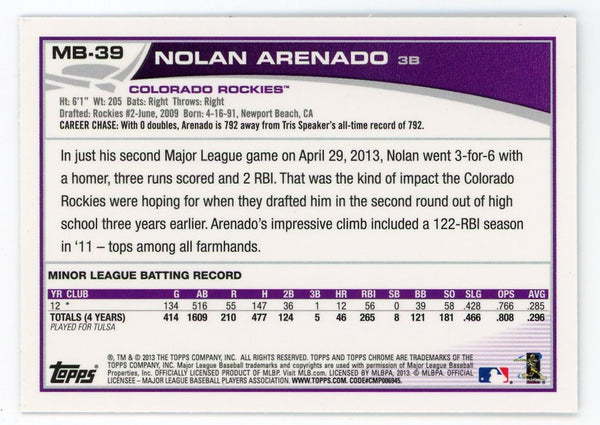 MB-39
NOLAN ARENADO 3B
COLORADO ROCKIES™
Ht: 6'1" Wt: 205 Bats: Right Throws: Right
Drafted: Rockies #2-June, 2009 Born: 4-16-91, Newport Beach, CA
CAREER CHASE: With 0 doubles, Arenado is 792 away from Tris Speaker's all-time record of 792.
In just his second Major League game on April 29, 2013, Nolan went 3-for-6 with
a homer, three runs scored and 2 RBI. That was the kind of impact the Colorado
Rockies were hoping for when they drafted him in the second round out of high
school three years earlier. Arenado's impressive climb included a 122-RBI season
in '11 – tops among all farmhands.
MINOR LEAGUE BATTING RECORD
YR CLUB G AB R H 2B 3B HR RBI SB BB SO SLG OPS AVG
12 * 134 516 55 147 36 1 12 56 0 39 58 .428 .766 .285
TOTALS (4 YEARS) 414 1609 210 477 124 5 46 265 8 121 181 .466 .808 .296
PLAYED FOR TULSA
®, TM & © 2013 THE TOPPS COMPANY, INC. ALL RIGHTS RESERVED. TOPPS AND TOPPS CHROME ARE TRADEMARKS OF THE
TOPPS COMPANY, INC. Major League Baseball trademarks and copyrights are used with permission of Major League Baseball
Properties, Inc. OFFICIALLY LICENSED PRODUCT OF MLBP. Visit MLB.com MLBPA, 2013. © MLBPA. OFFICIAL
LICENSEE – MAJOR LEAGUE BASEBALL PLAYERS ASSOCIATION. WWW.TOPPS.COM. CODE#CMP006945.
TOPPS